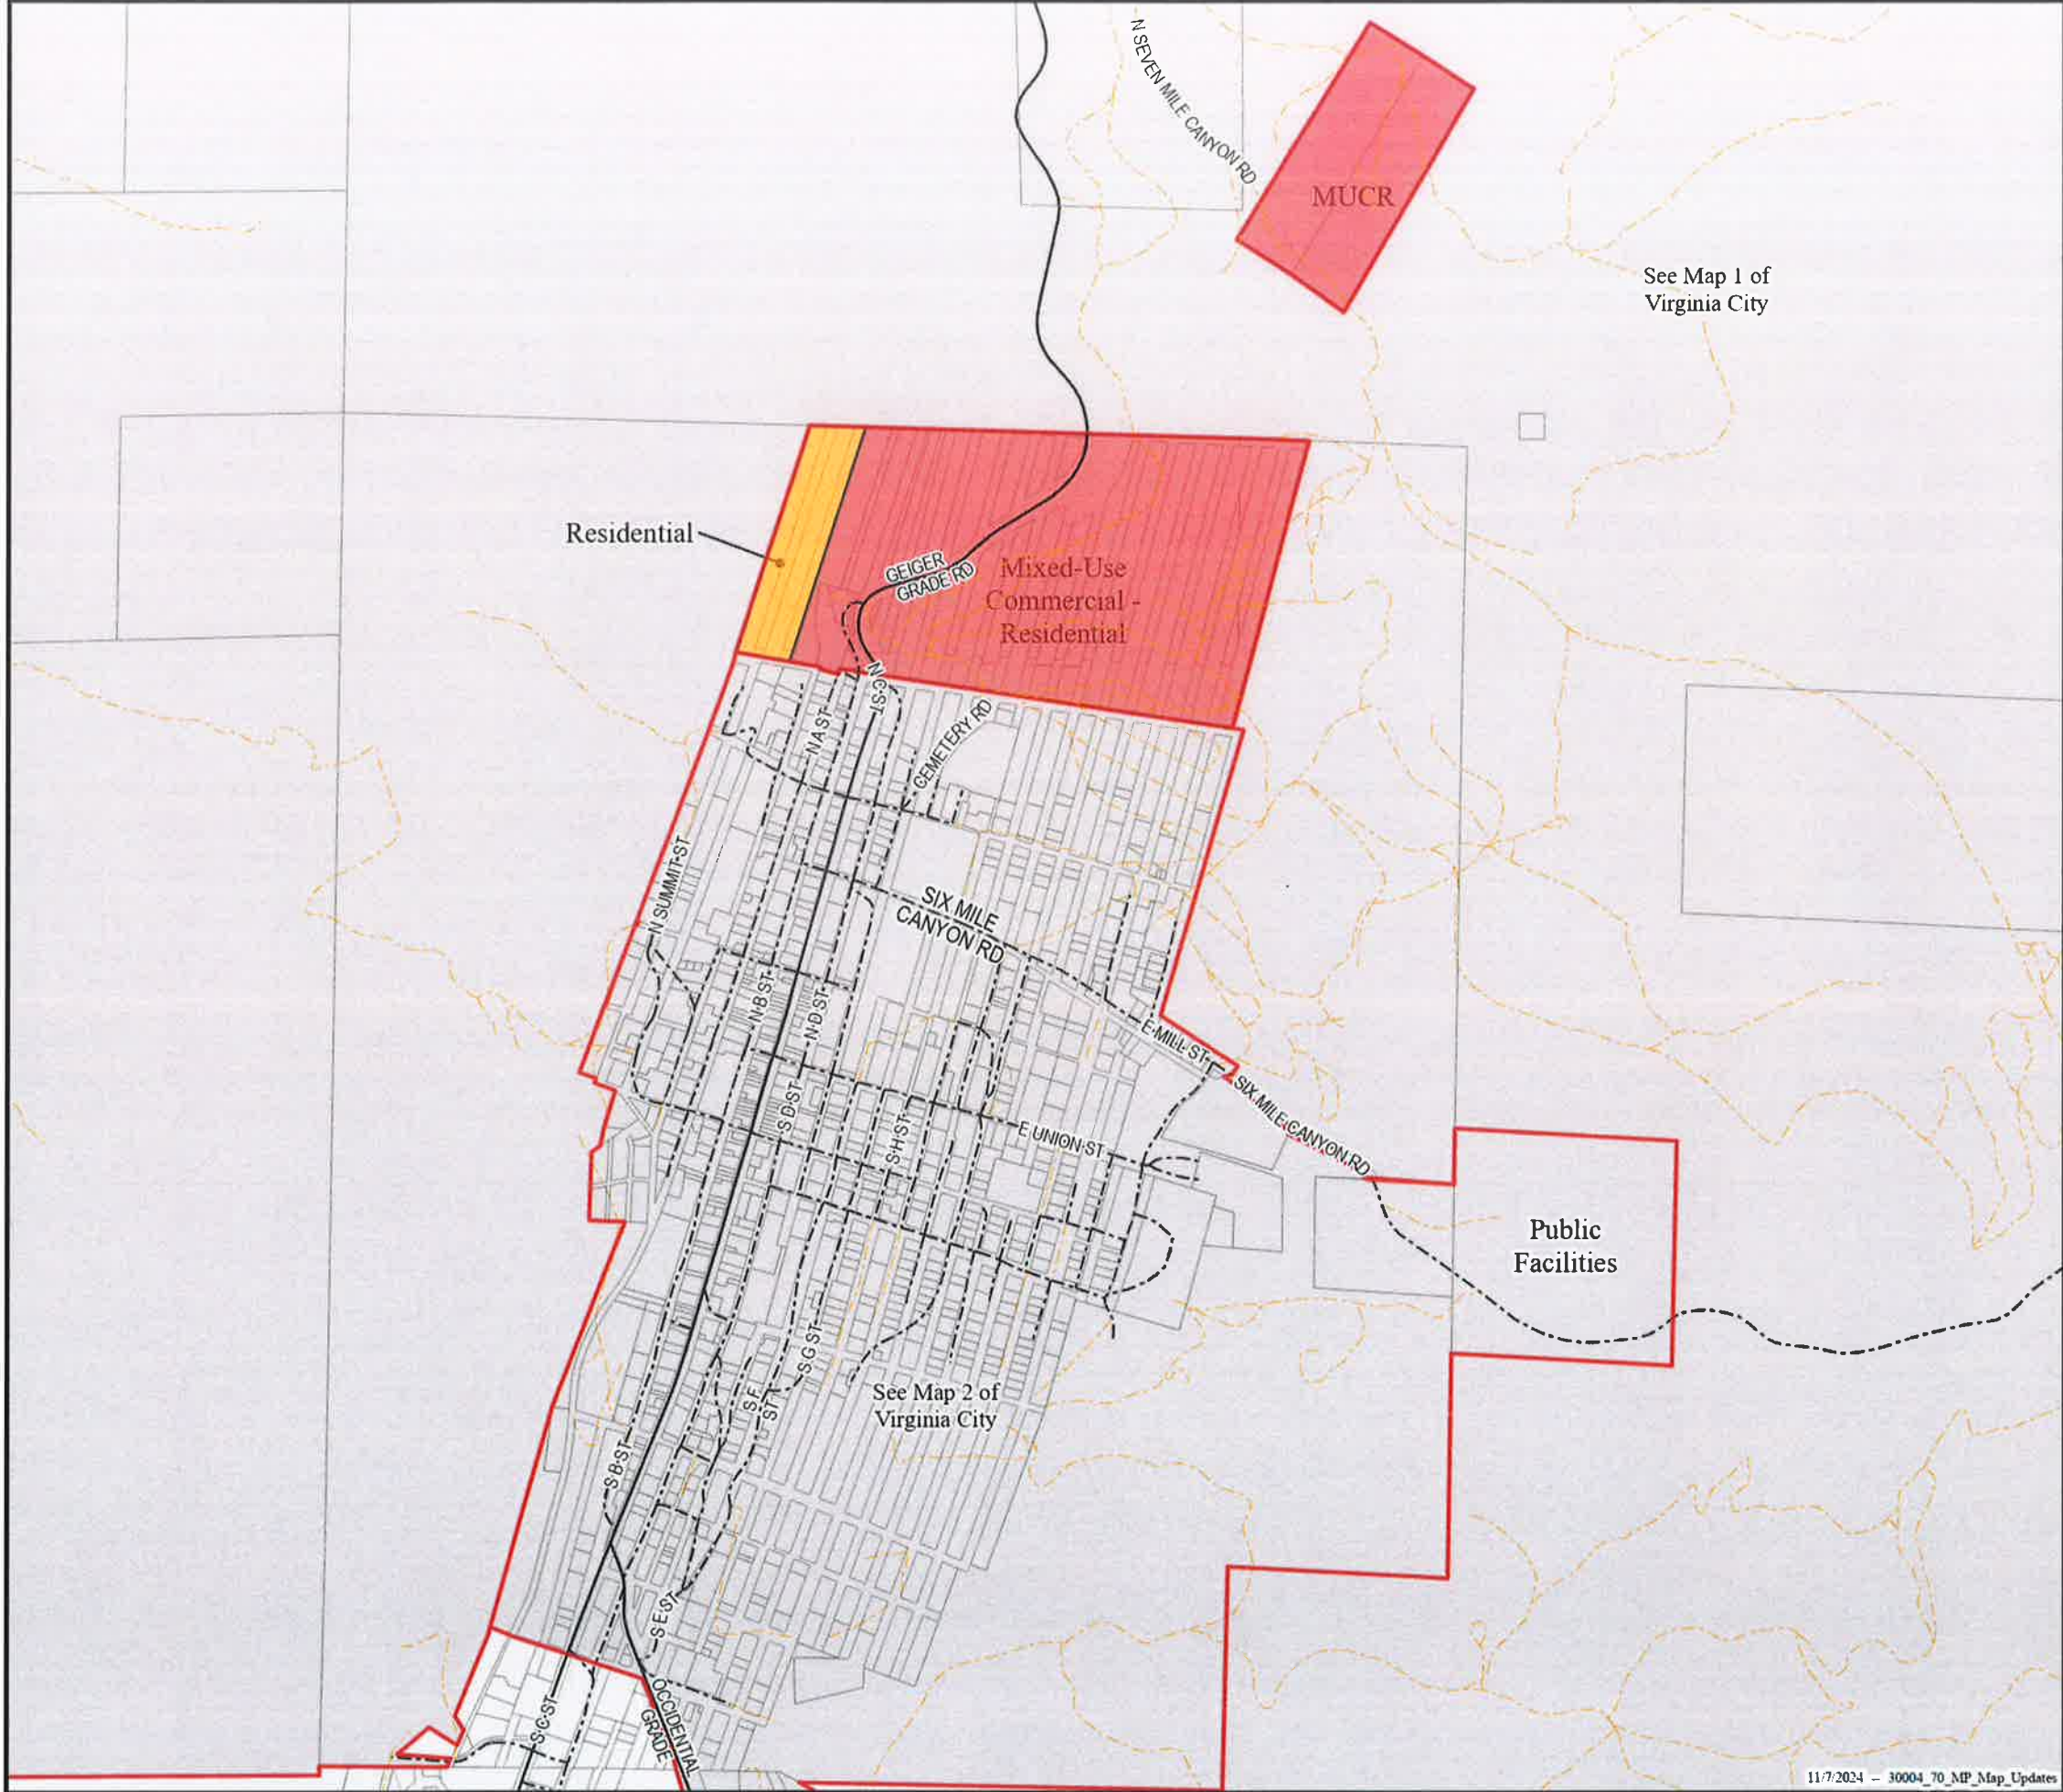 N SEVEN MILE CANYON RD
MUCR
See Map 1 of
Virginia City
Residential
GEIGER
GRADE RD
Mixed-Use
Commercial -
Residential
N C ST
N A ST
CEMETERY RD
N SUMMIT ST
SIX MILE
CANYON RD
N B ST
N D ST
E MILL ST
SIX MILE CANYON RD
S D ST
S H ST
E UNION ST
Public
Facilities
S G ST
S F
ST
See Map 2 of
Virginia City
S B ST
S E ST
S C ST
OCCIDENTAL
GRADE
11/7/2024 -- 30004_70_MP_Map_Updates